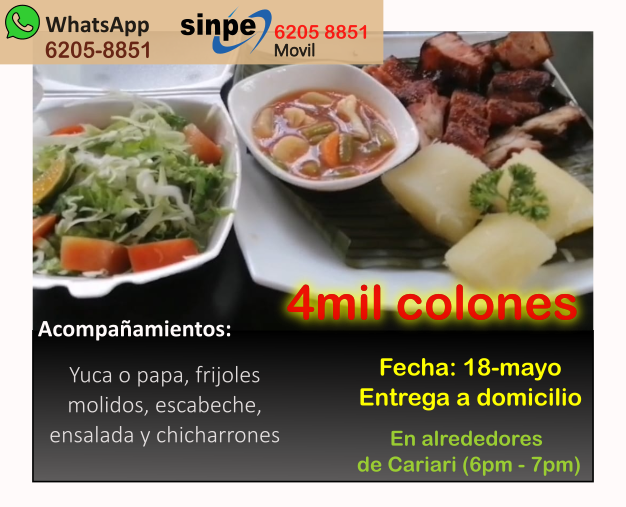 WhatsApp
6205-8851
sinpe
6205 8851
Movil
4mil colones
Acompañamientos:
Yuca o papa, frijoles
molidos, escabeche,
ensalada y chicharrones
Fecha: 18-mayo
Entrega a domicilio
En alrededores
de Cariari (6pm - 7pm)